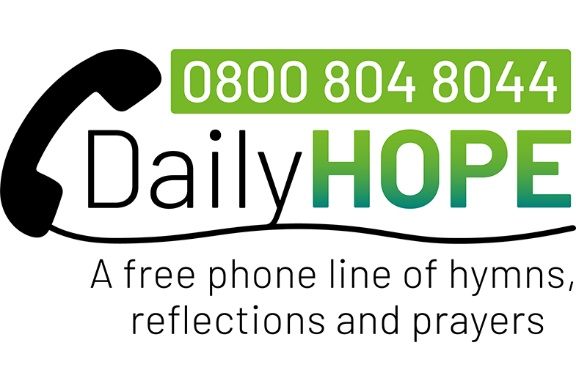 0800 804 8044
DailyHOPE
A free phone line of hymns,
reflections and prayers